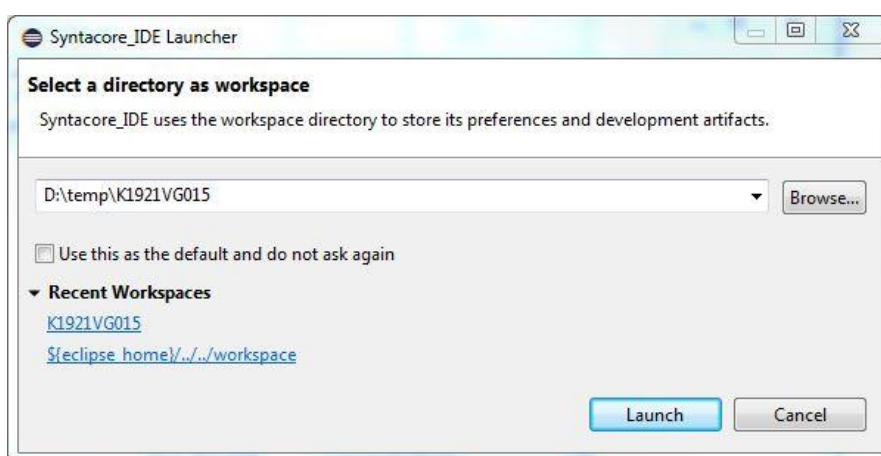 Syntacore_IDE Launcher
Select a directory as workspace
Syntacore_IDE uses the workspace directory to store its preferences and development artifacts.
D:\temp\K1921VG015
Browse...
Use this as the default and do not ask again
Recent Workspaces
K1921VG015
${eclipse_home}/../../workspace
Launch
Cancel